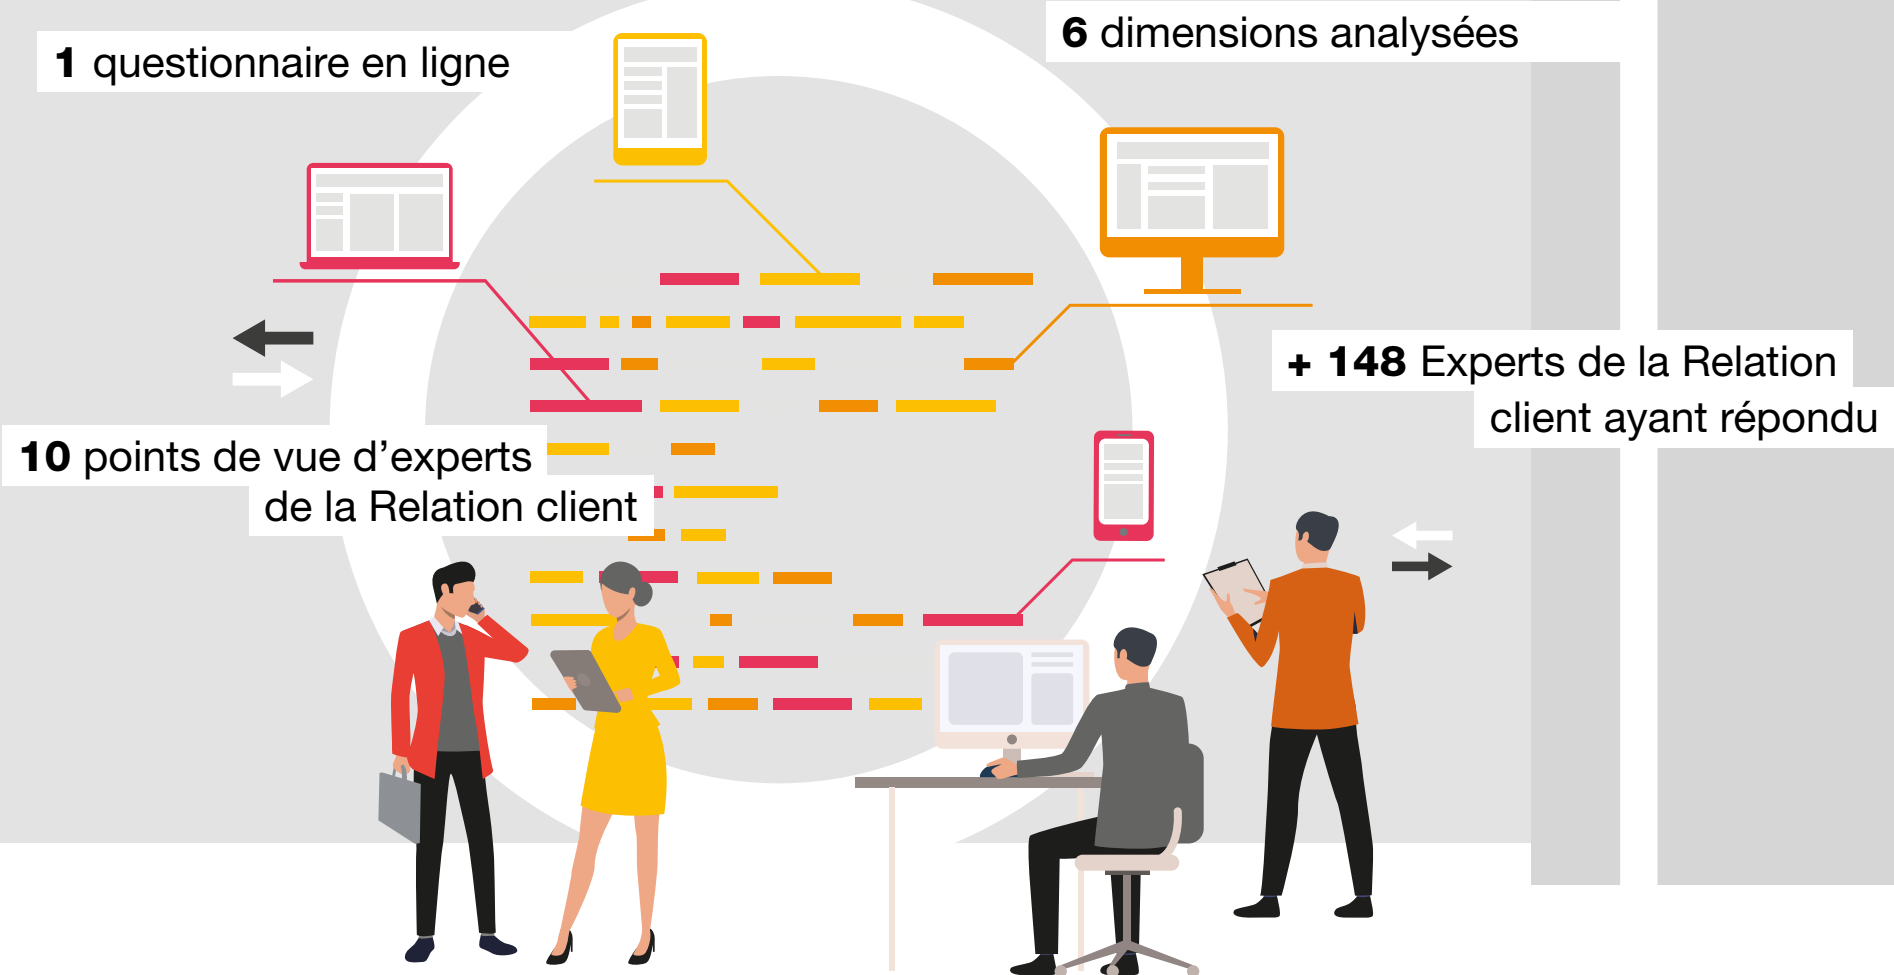 1 questionnaire en ligne
6 dimensions analysées
+ 148 Experts de la Relation
client ayant répondu
10 points de vue d’experts
de la Relation client